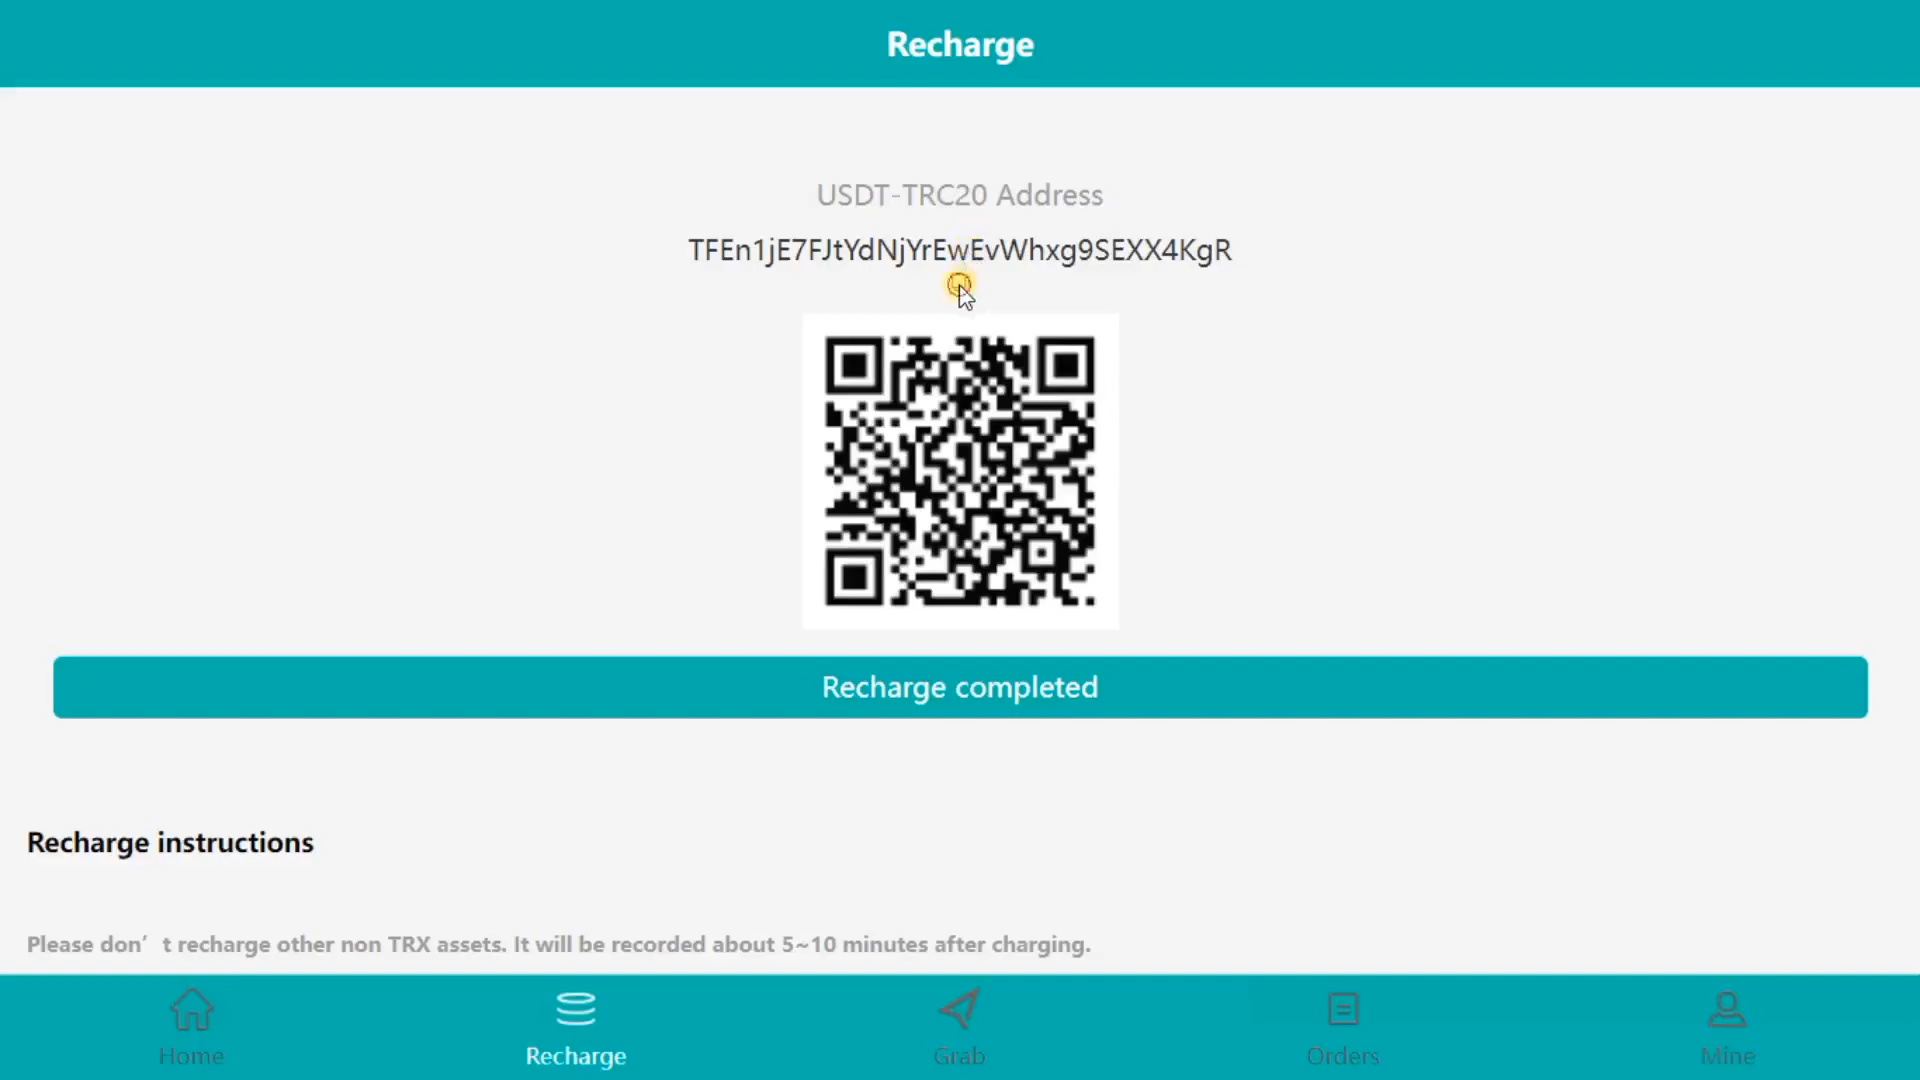 Recharge
USDT-TRC20 Address
TFEn1jE7FJtYdNjYrEwEvWhxg9SEXX4KgR
Recharge completed
Recharge instructions
Please don’ t recharge other non TRX assets. It will be recorded about 5~10 minutes after charging.
Home
Recharge
Grab
Orders
Mine